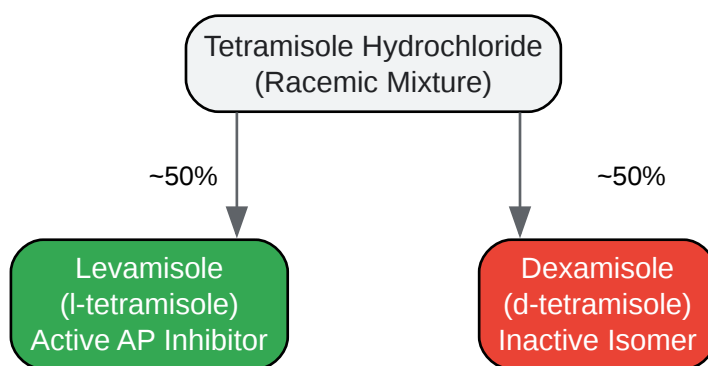 Tetramisole Hydrochloride
(Racemic Mixture)
~50%
~50%
Levamisole
(l-tetramisole)
Active AP Inhibitor
Dexamisole
(d-tetramisole)
Inactive Isomer